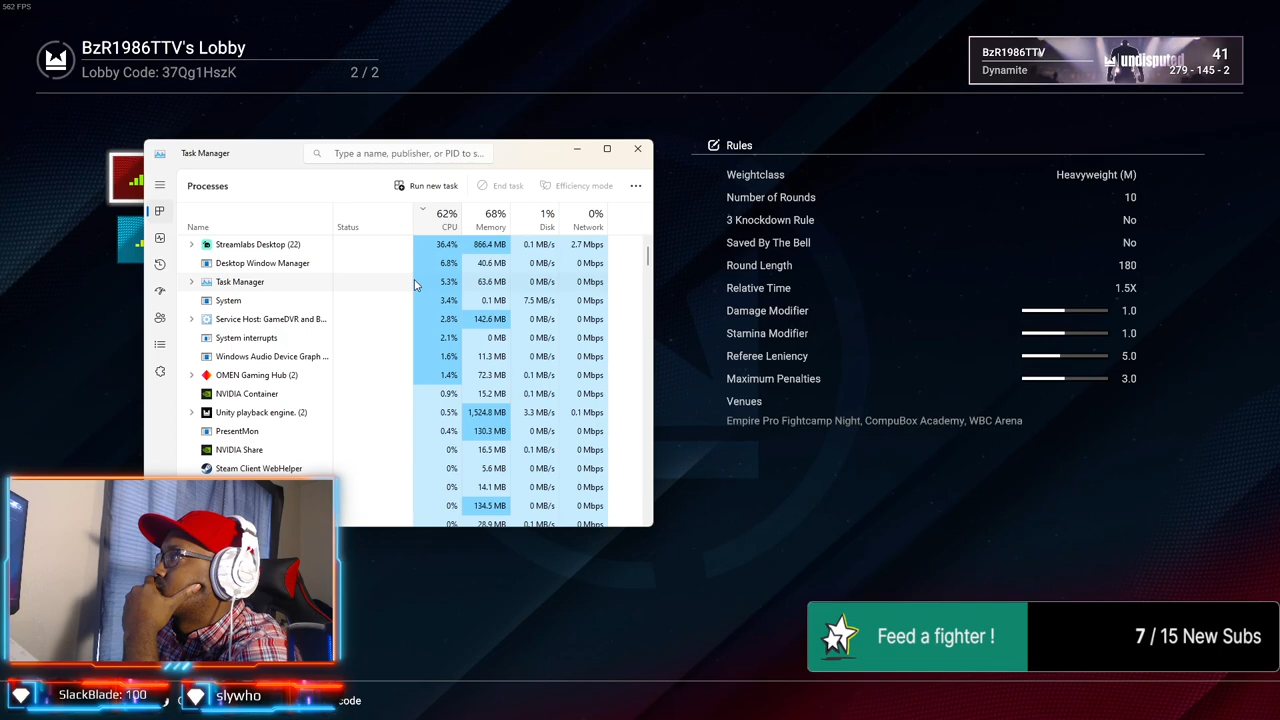 562 FPS
BzR1986TTV's Lobby
Lobby Code: 37Qg1HszK
2 / 2
BzR1986TTV
Dynamite
undisputed
41
279 - 145 - 2
Task Manager
Type a name, publisher, or PID to s...
Processes
Run new task
End task
Efficiency mode
62% 68% 1% 0%
Name Status CPU Memory Disk Network
Streamlabs Desktop (22) 36.4% 866.4 MB 0.1 MB/s 2.7 Mbps
Desktop Window Manager 6.8% 40.6 MB 0 MB/s 0 Mbps
Task Manager 5.3% 63.6 MB 0 MB/s 0 Mbps
System 3.4% 0.1 MB 7.5 MB/s 0 Mbps
Service Host: GameDVR and B... 2.8% 142.6 MB 0 MB/s 0 Mbps
System interrupts 2.1% 0 MB 0 MB/s 0 Mbps
Windows Audio Device Graph ... 1.6% 11.3 MB 0 MB/s 0 Mbps
OMEN Gaming Hub (2) 1.4% 72.3 MB 0.1 MB/s 0 Mbps
NVIDIA Container 0.9% 15.2 MB 0 MB/s 0 Mbps
Unity playback engine. (2) 0.5% 1,524.8 MB 3.3 MB/s 0.1 Mbps
PresentMon 0.4% 130.3 MB 0 MB/s 0 Mbps
NVIDIA Share 0% 16.5 MB 0.1 MB/s 0 Mbps
Steam Client WebHelper 0% 5.6 MB 0 MB/s 0 Mbps
0% 14.1 MB 0 MB/s 0 Mbps
0% 134.5 MB 0 MB/s 0 Mbps
0% 28.9 MB 0.1 MB/s 0 Mbps
Rules
Weightclass Heavyweight (M)
Number of Rounds 10
3 Knockdown Rule No
Saved By The Bell No
Round Length 180
Relative Time 1.5X
Damage Modifier 1.0
Stamina Modifier 1.0
Referee Leniency 5.0
Maximum Penalties 3.0
Venues
Empire Pro Fightcamp Night, CompuBox Academy, WBC Arena
Feed a fighter !
7 / 15 New Subs
SlackBlade: 100
slywho
code